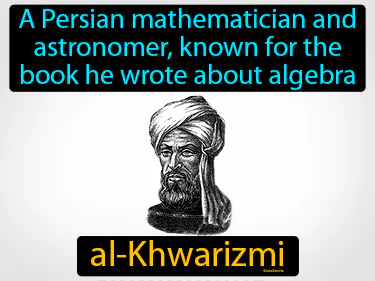 A Persian mathematician and
astronomer, known for the
book he wrote about algebra
al-Khwarizmi